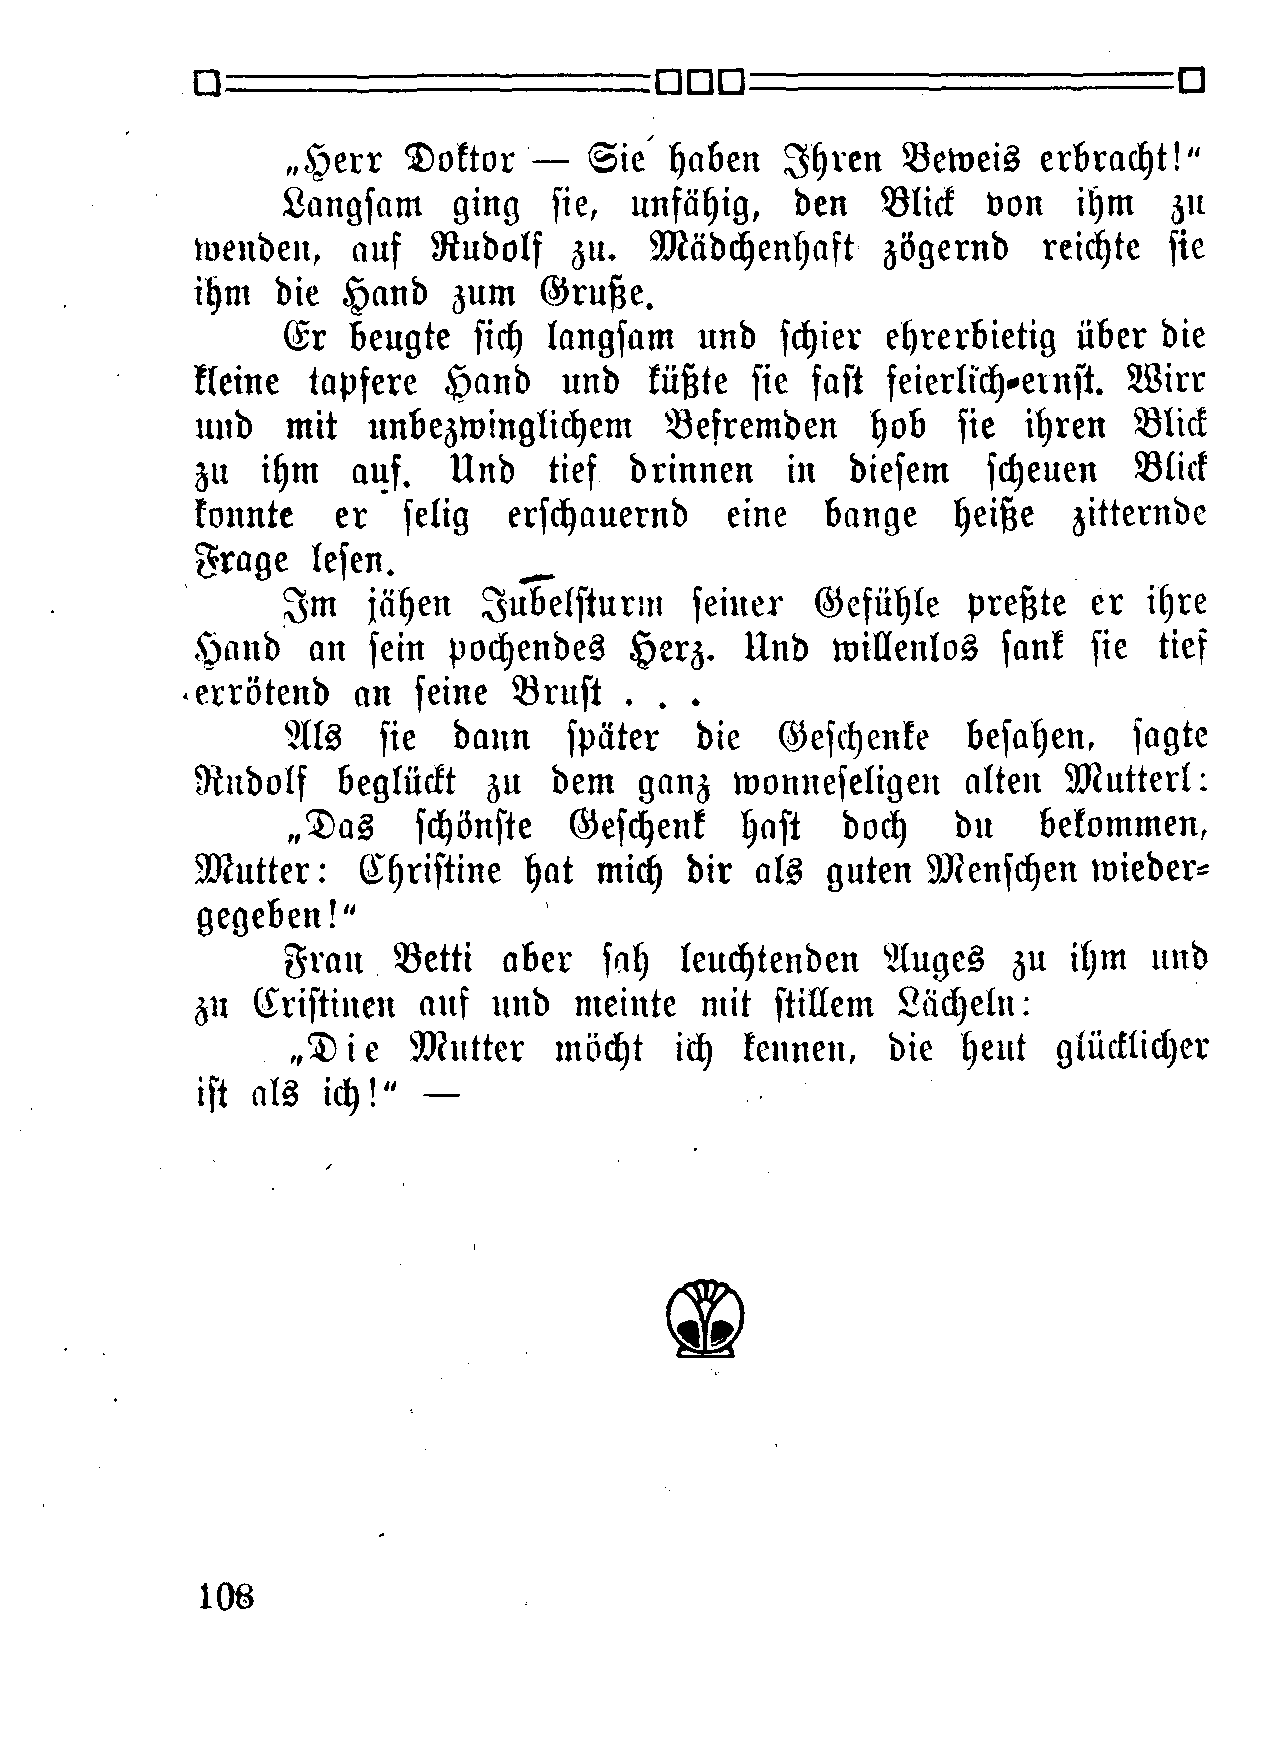 „Herr Doktor — Sie haben Ihren Beweis erbracht!“
Langsam ging sie, unfähig, den Blick von ihm zu
wenden, auf Rudolf zu. Mädchenhaft zögernd reichte sie
ihm die Hand zum Gruße.
Er beugte sich langsam und schier ehrerbietig über die
kleine tapfere Hand und küßte sie fast feierlich-ernst. Wirr
und mit unbezwinglichem Befremden hob sie ihren Blick
zu ihm auf. Und tief drinnen in diesem scheuen Blick
konnte er selig erschauernd eine bange heiße zitternde
Frage lesen.
Im jähen Jubelsturm seiner Gefühle preßte er ihre
Hand an sein pochendes Herz. Und willenlos sank sie tief
errötend an seine Brust . . .
Als sie dann später die Geschenke besahen, sagte
Rudolf beglückt zu dem ganz wonneseligen alten Mutterl:
„Das schönste Geschenk hast doch du bekommen,
Mutter: Christine hat mich dir als guten Menschen wieder-
gegeben!“
Frau Betti aber sah leuchtenden Auges zu ihm und
zu Cristinen auf und meinte mit stillem Lächeln:
„Die Mutter möcht ich kennen, die heut glücklicher
ist als ich!“ —
108